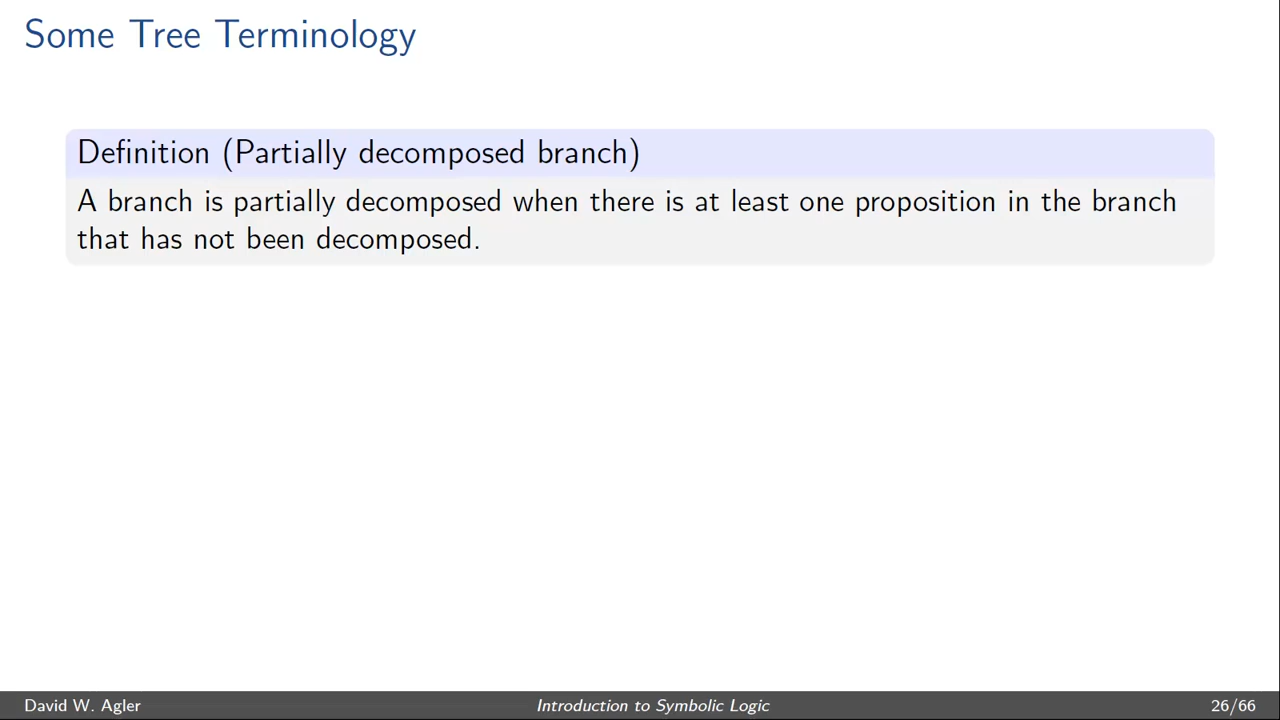 Some Tree Terminology
Definition (Partially decomposed branch)
A branch is partially decomposed when there is at least one proposition in the branch
that has not been decomposed.
David W. Agler
Introduction to Symbolic Logic
26/66